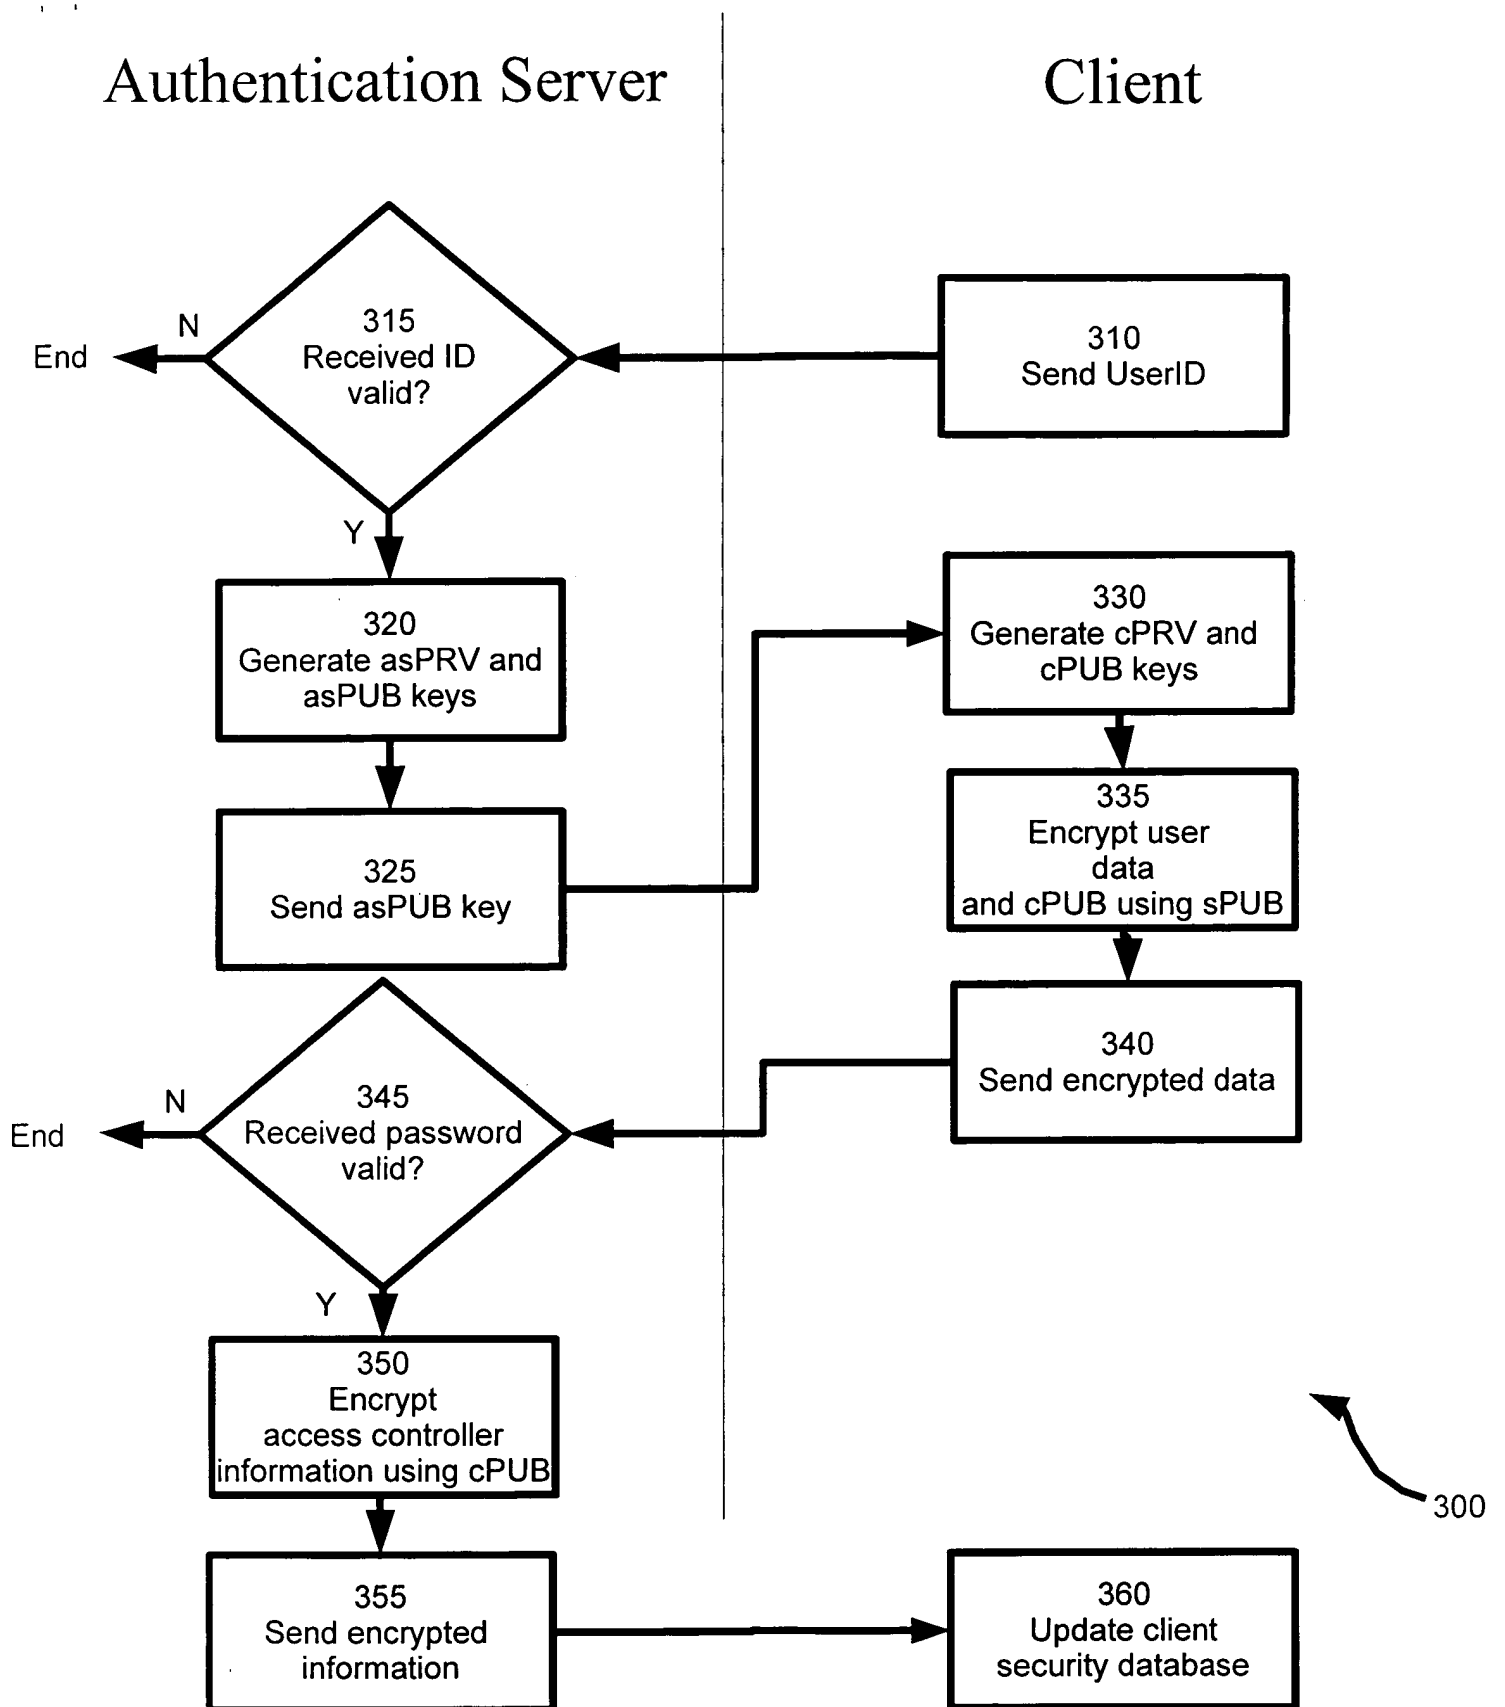 Authentication Server
Client
310
Send UserID
315
Received ID
valid?
N
End
Y
320
Generate asPRV and
asPUB keys
325
Send asPUB key
330
Generate cPRV and
cPUB keys
335
Encrypt user
data
and cPUB using sPUB
340
Send encrypted data
345
Received password
valid?
N
End
Y
350
Encrypt
access controller
information using cPUB
355
Send encrypted
information
360
Update client
security database
300